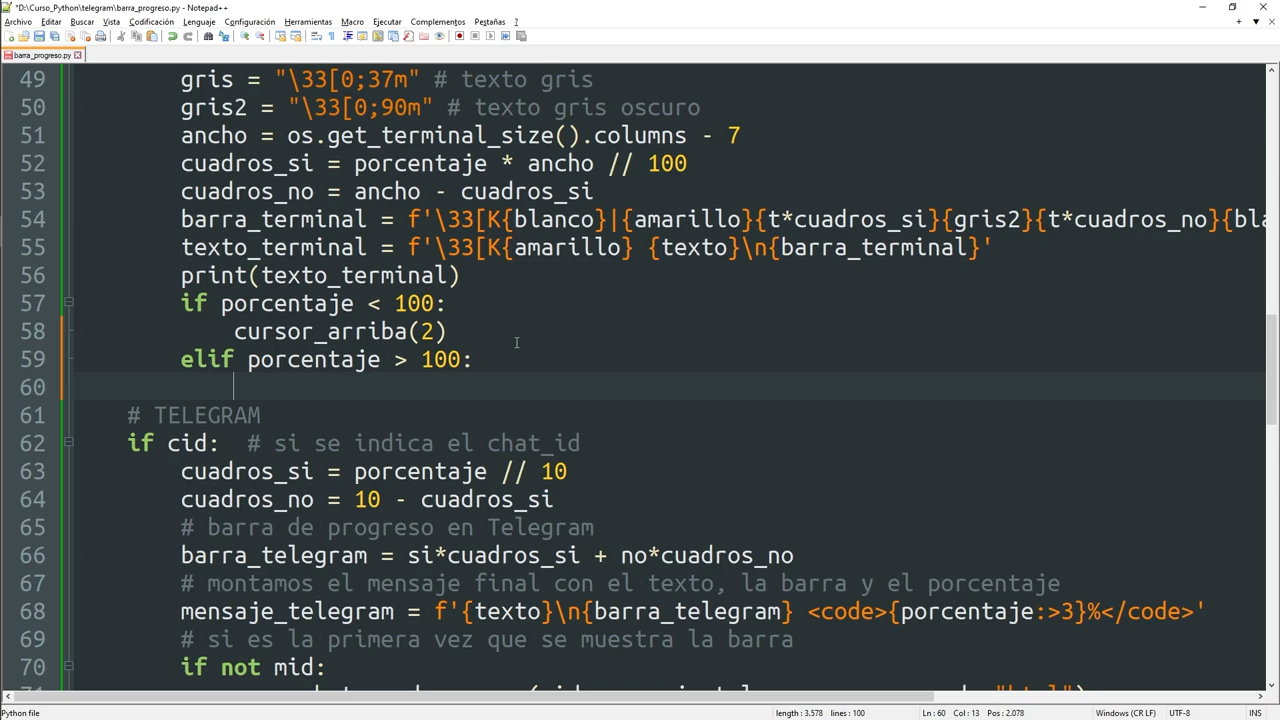 *D:\Curso_Python\telegram\barra_progreso.py - Notepad++
Archivo Editar Buscar Vista Codificación Lenguaje Configuración Herramientas Macro Ejecutar Complementos Pestañas ?
barra_progreso.py
49 gris = "\33[0;37m" # texto gris
50 gris2 = "\33[0;90m" # texto gris oscuro
51 ancho = os.get_terminal_size().columns - 7
52 cuadros_si = porcentaje * ancho // 100
53 cuadros_no = ancho - cuadros_si
54 barra_terminal = f'\33[K{blanco}|{amarillo}{t*cuadros_si}{gris2}{t*cuadros_no}{bla
55 texto_terminal = f'\33[K{amarillo} {texto}\n{barra_terminal}'
56 print(texto_terminal)
57 if porcentaje < 100:
58 cursor_arriba(2)
59 elif porcentaje > 100:
60
61 # TELEGRAM
62 if cid: # si se indica el chat_id
63 cuadros_si = porcentaje // 10
64 cuadros_no = 10 - cuadros_si
65 # barra de progreso en Telegram
66 barra_telegram = si*cuadros_si + no*cuadros_no
67 # montamos el mensaje final con el texto, la barra y el porcentaje
68 mensaje_telegram = f'{texto}\n{barra_telegram} <code>{porcentaje:>3}%</code>'
69 # si es la primera vez que se muestra la barra
70 if not mid:
Python file length : 3.578 lines : 100 Ln : 60 Col : 13 Pos : 2.078 Windows (CR LF) UTF-8 INS